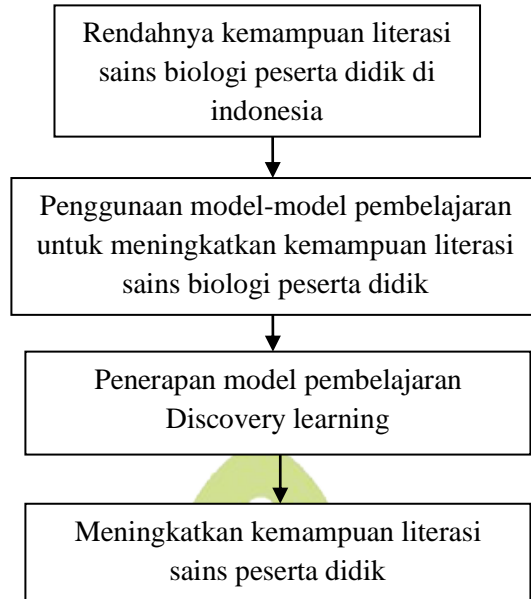 Rendahnya kemampuan literasi
sains biologi peserta didik di
indonesia
Penggunaan model-model pembelajaran
untuk meningkatkan kemampuan literasi
sains biologi peserta didik
Penerapan model pembelajaran
Discovery learning
Meningkatkan kemampuan literasi
sains peserta didik